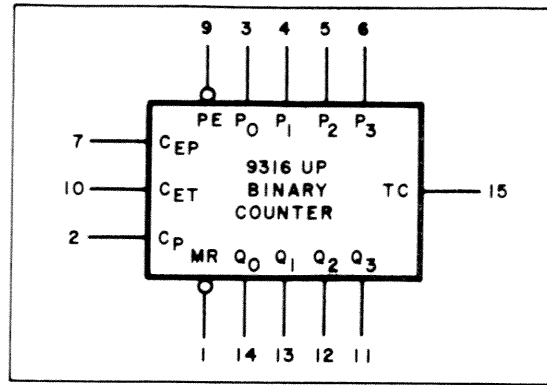 9 3 4 5 6
PE P0 P1 P2 P3
7 CEP
9316 UP
10 CET BINARY TC 15
COUNTER
2 CP
MR Q0 Q1 Q2 Q3
1 14 13 12 11